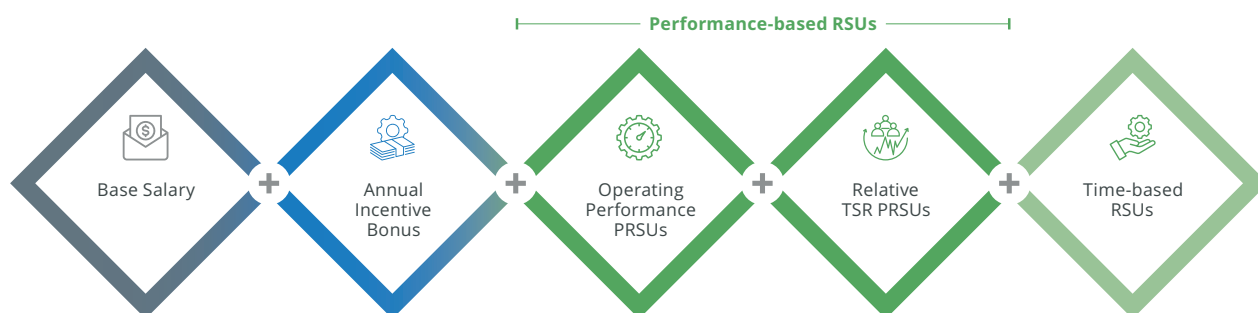 Performance-based RSUs
Base Salary
Annual
Incentive
Bonus
Operating
Performance
PRSUs
Relative
TSR PRSUs
Time-based
RSUs